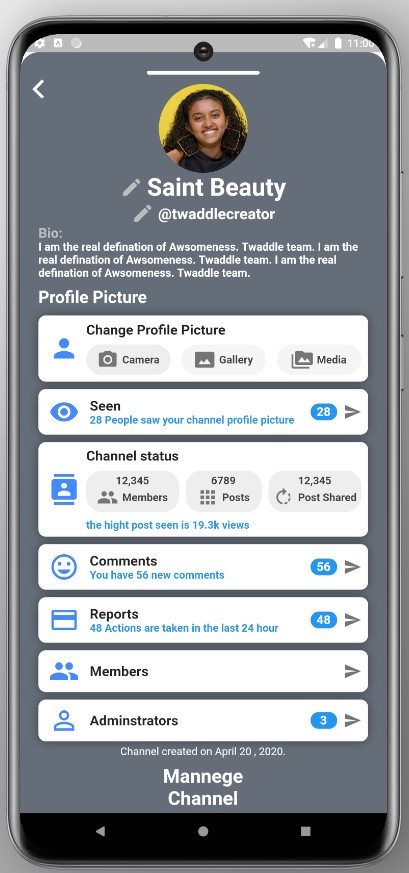 11:00
Saint Beauty
@twaddlecreator
Bio:
I am the real defination of Awsomeness. Twaddle team. I am the
real defination of Awesomeness. Twaddle team. I am the real
defination of Awesomeness. Twaddle team.
Profile Picture
Change Profile Picture
Camera
Gallery
Media
Seen
28 People saw your channel profile picture
28
Channel status
12,345
Members
6789
Posts
12,345
Post Shared
the hight post seen is 19.3k views
Comments
You have 56 new comments
56
Reports
48 Actions are taken in the last 24 hour
48
Members
Adminstrators
3
Channel created on April 20 , 2020.
Mannege
Channel